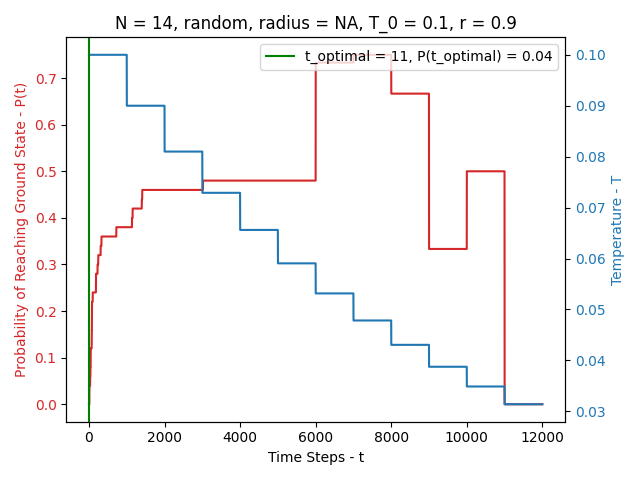 N = 14, random, radius = NA, T_0 = 0.1, r = 0.9
t_optimal = 11, P(t_optimal) = 0.04
Probability of Reaching Ground State - P(t)
0.7
0.6
0.5
0.4
0.3
0.2
0.1
0.0
0.10
0.09
0.08
0.07
0.06
0.05
0.04
0.03
Temperature - T
0 2000 4000 6000 8000 10000 12000
Time Steps - t